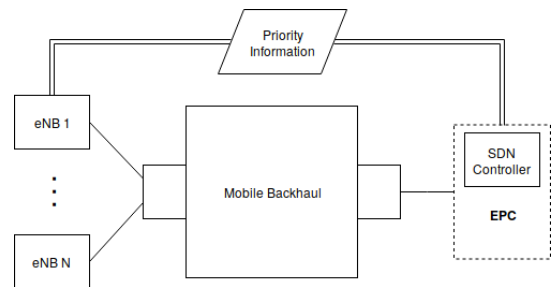 Priority
Information
eNB 1
SDN
Controller
Mobile Backhaul
EPC
eNB N